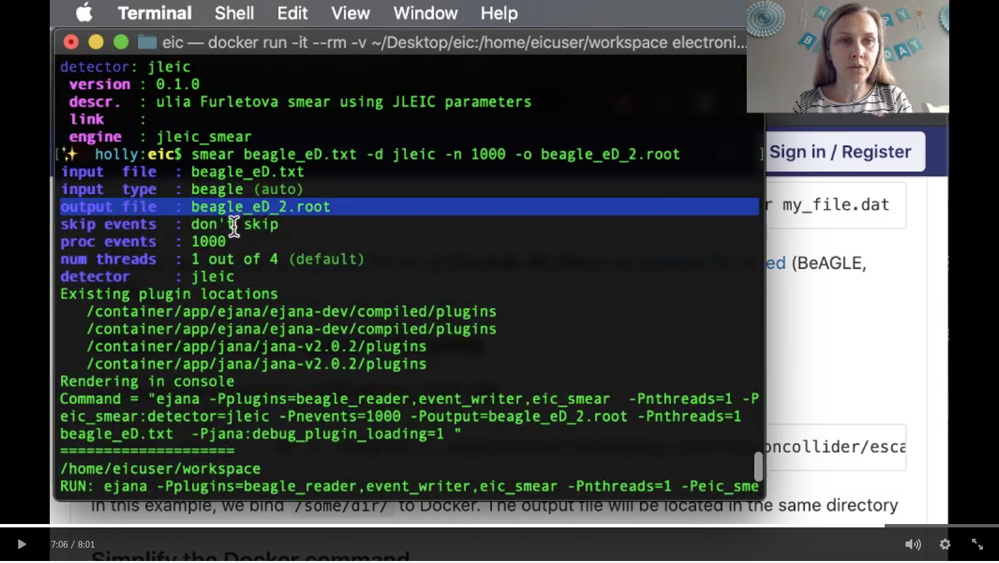 Terminal Shell Edit View Window Help
eic — docker run -it --rm -v ~/Desktop/eic:/home/eicuser/workspace electroni...
H PPY
B DAY
detector: jleic
version : 0.1.0
descr. : ulia Furletova smear using JLEIC parameters
link :
engine : jleic_smear
[✨ holly:eic$ smear beagle_eD.txt -d jleic -n 1000 -o beagle_eD_2.root ]
Sign in / Register
input file : beagle_eD.txt
input type : beagle (auto)
output file : beagle_eD_2.root
r my_file.dat
skip events : don't skip
proc events : 1000
num threads : 1 out of 4 (default)
ed (BeAGLE,
detector : jleic
Existing plugin locations
/container/app/ejana/ejana-dev/compiled/plugins
/container/app/ejana/ejana-dev/compiled/plugins
/container/app/jana/jana-v2.0.2/plugins
/container/app/jana/jana-v2.0.2/plugins
Rendering in console
Command = "ejana -Pplugins=beagle_reader,event_writer,eic_smear -Pnthreads=1 -P
eic_smear:detector=jleic -Pnevents=1000 -Poutput=beagle_eD_2.root -Pnthreads=1
beagle_eD.txt -Pjana:debug_plugin_loading=1 "
====================
oncollider/esca
/home/eicuser/workspace
RUN: ejana -Pplugins=beagle_reader,event_writer,eic_smear -Pnthreads=1 -Peic_sme
In this example, we bind /some/dir/ to Docker. The output file will be located in the same directory
7:06 / 8:01
Simplify the Docker command